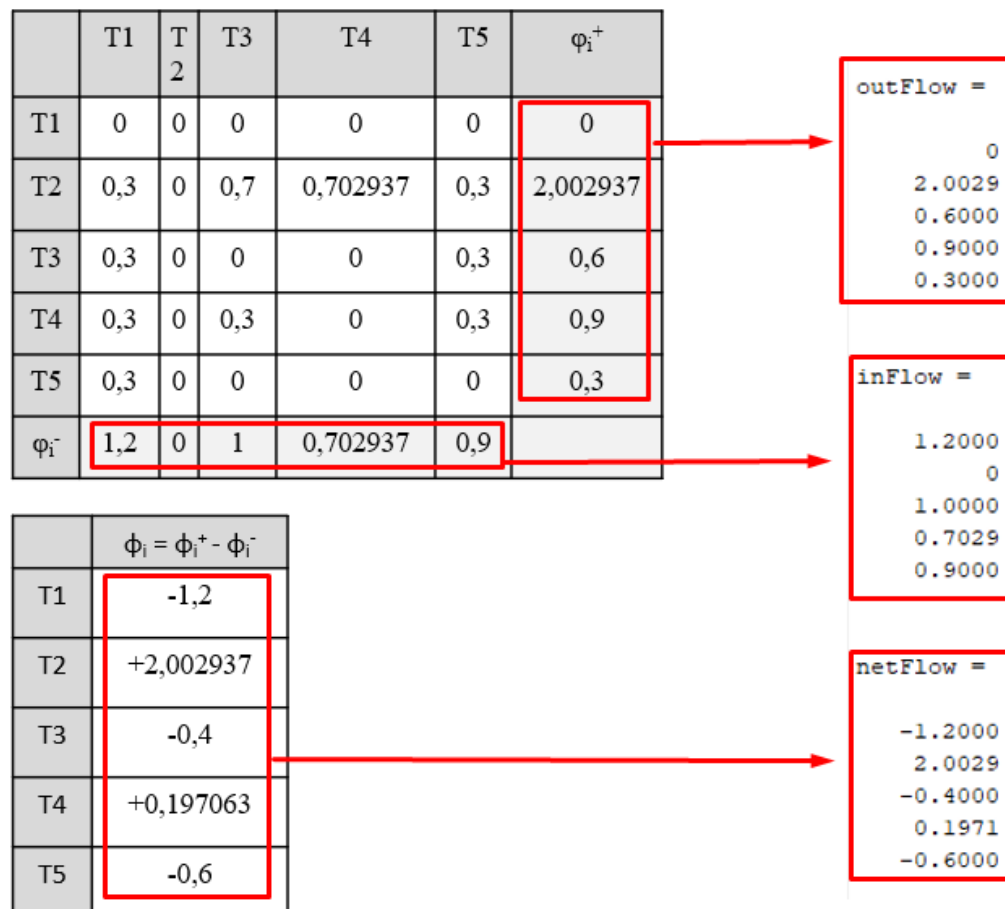 T1 T2 T3 T4 T5 φi+
T1 0 0 0 0 0 0
T2 0,3 0 0,7 0,702937 0,3 2,002937
T3 0,3 0 0 0 0,3 0,6
T4 0,3 0 0,3 0 0,3 0,9
T5 0,3 0 0 0 0 0,3
φi- 1,2 0 1 0,702937 0,9
ϕi = ϕi+ - ϕi-
T1 -1,2
T2 +2,002937
T3 -0,4
T4 +0,197063
T5 -0,6
outFlow =
0
2.0029
0.6000
0.9000
0.3000
inFlow =
1.2000
0
1.0000
0.7029
0.9000
netFlow =
-1.2000
2.0029
-0.4000
0.1971
-0.6000